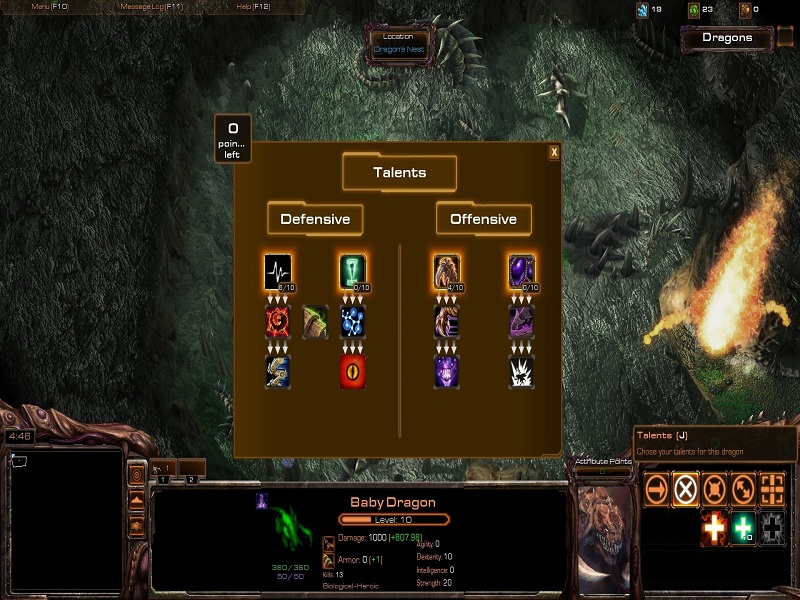 Menu (F10)
Message Log (F11)
Help (F12)
19
23
0
Location
Dragon's Nest
Dragons
0
poin...
left
X
Talents
Defensive
Offensive
6/10
0/10
4/10
0/10
4:46
Talents (J)
Chose your talents for this dragon
Attribute Points
1
1
2
Baby Dragon
Level: 10
Damage: 1000 (+807.98)
Armor: 0 (+1)
Kills: 13
Biological-Heroic
Agility: 0
Dexterity: 10
Intelligence: 0
Strength: 20
360/360
50/50